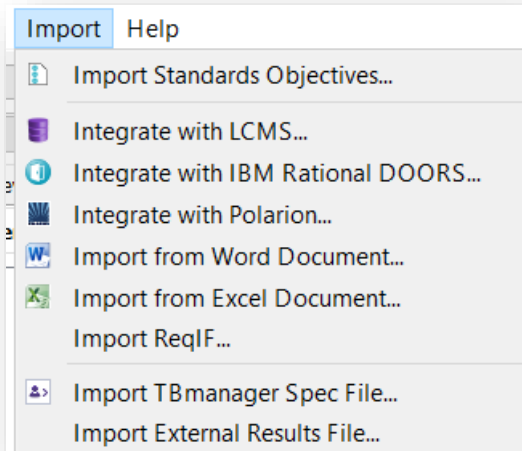 Import Help
Import Standards Objectives...
Integrate with LCMS...
Integrate with IBM Rational DOORS...
Integrate with Polarion...
Import from Word Document...
Import from Excel Document...
Import ReqIF...
Import TBmanager Spec File...
Import External Results File...